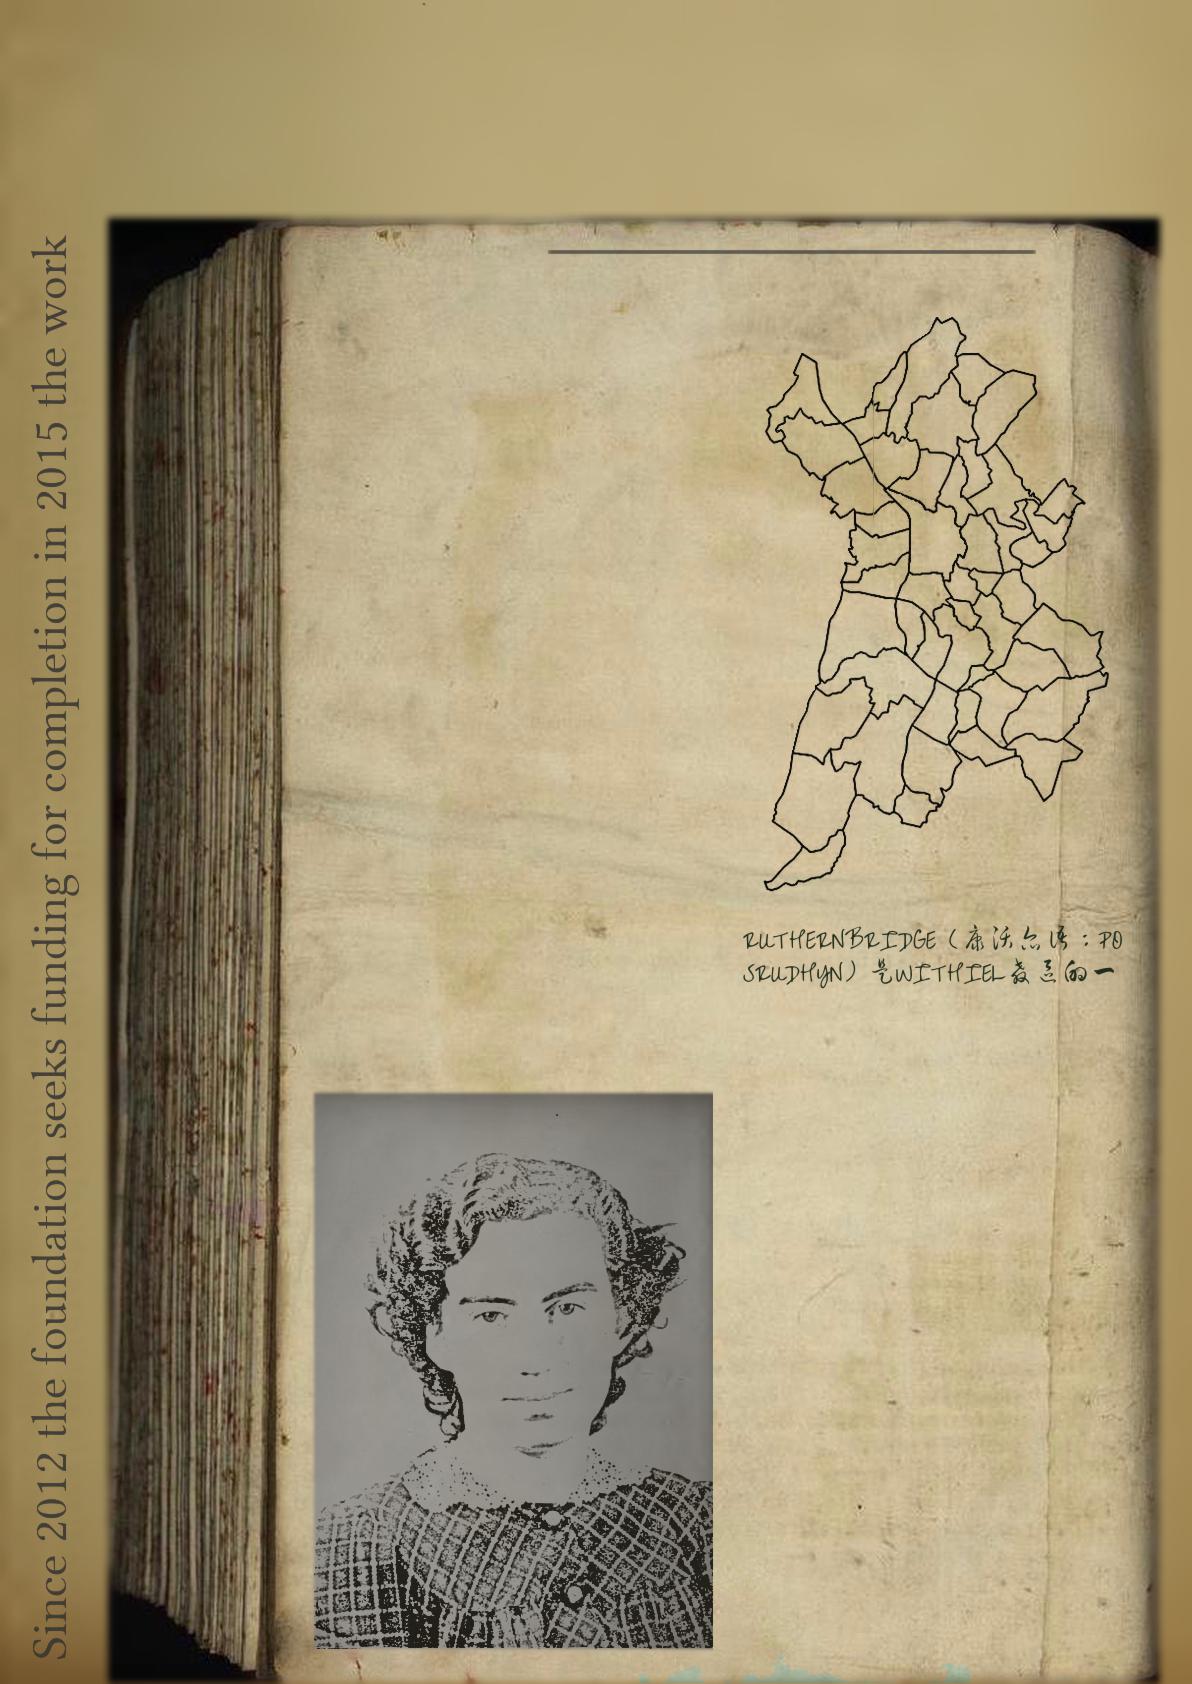 Since 2012 the foundation seeks funding for completion in 2015 the work
RUTHERNBRIDGE（康沃尔语：PO
SRUDHYN）是WITHIEL教区的一